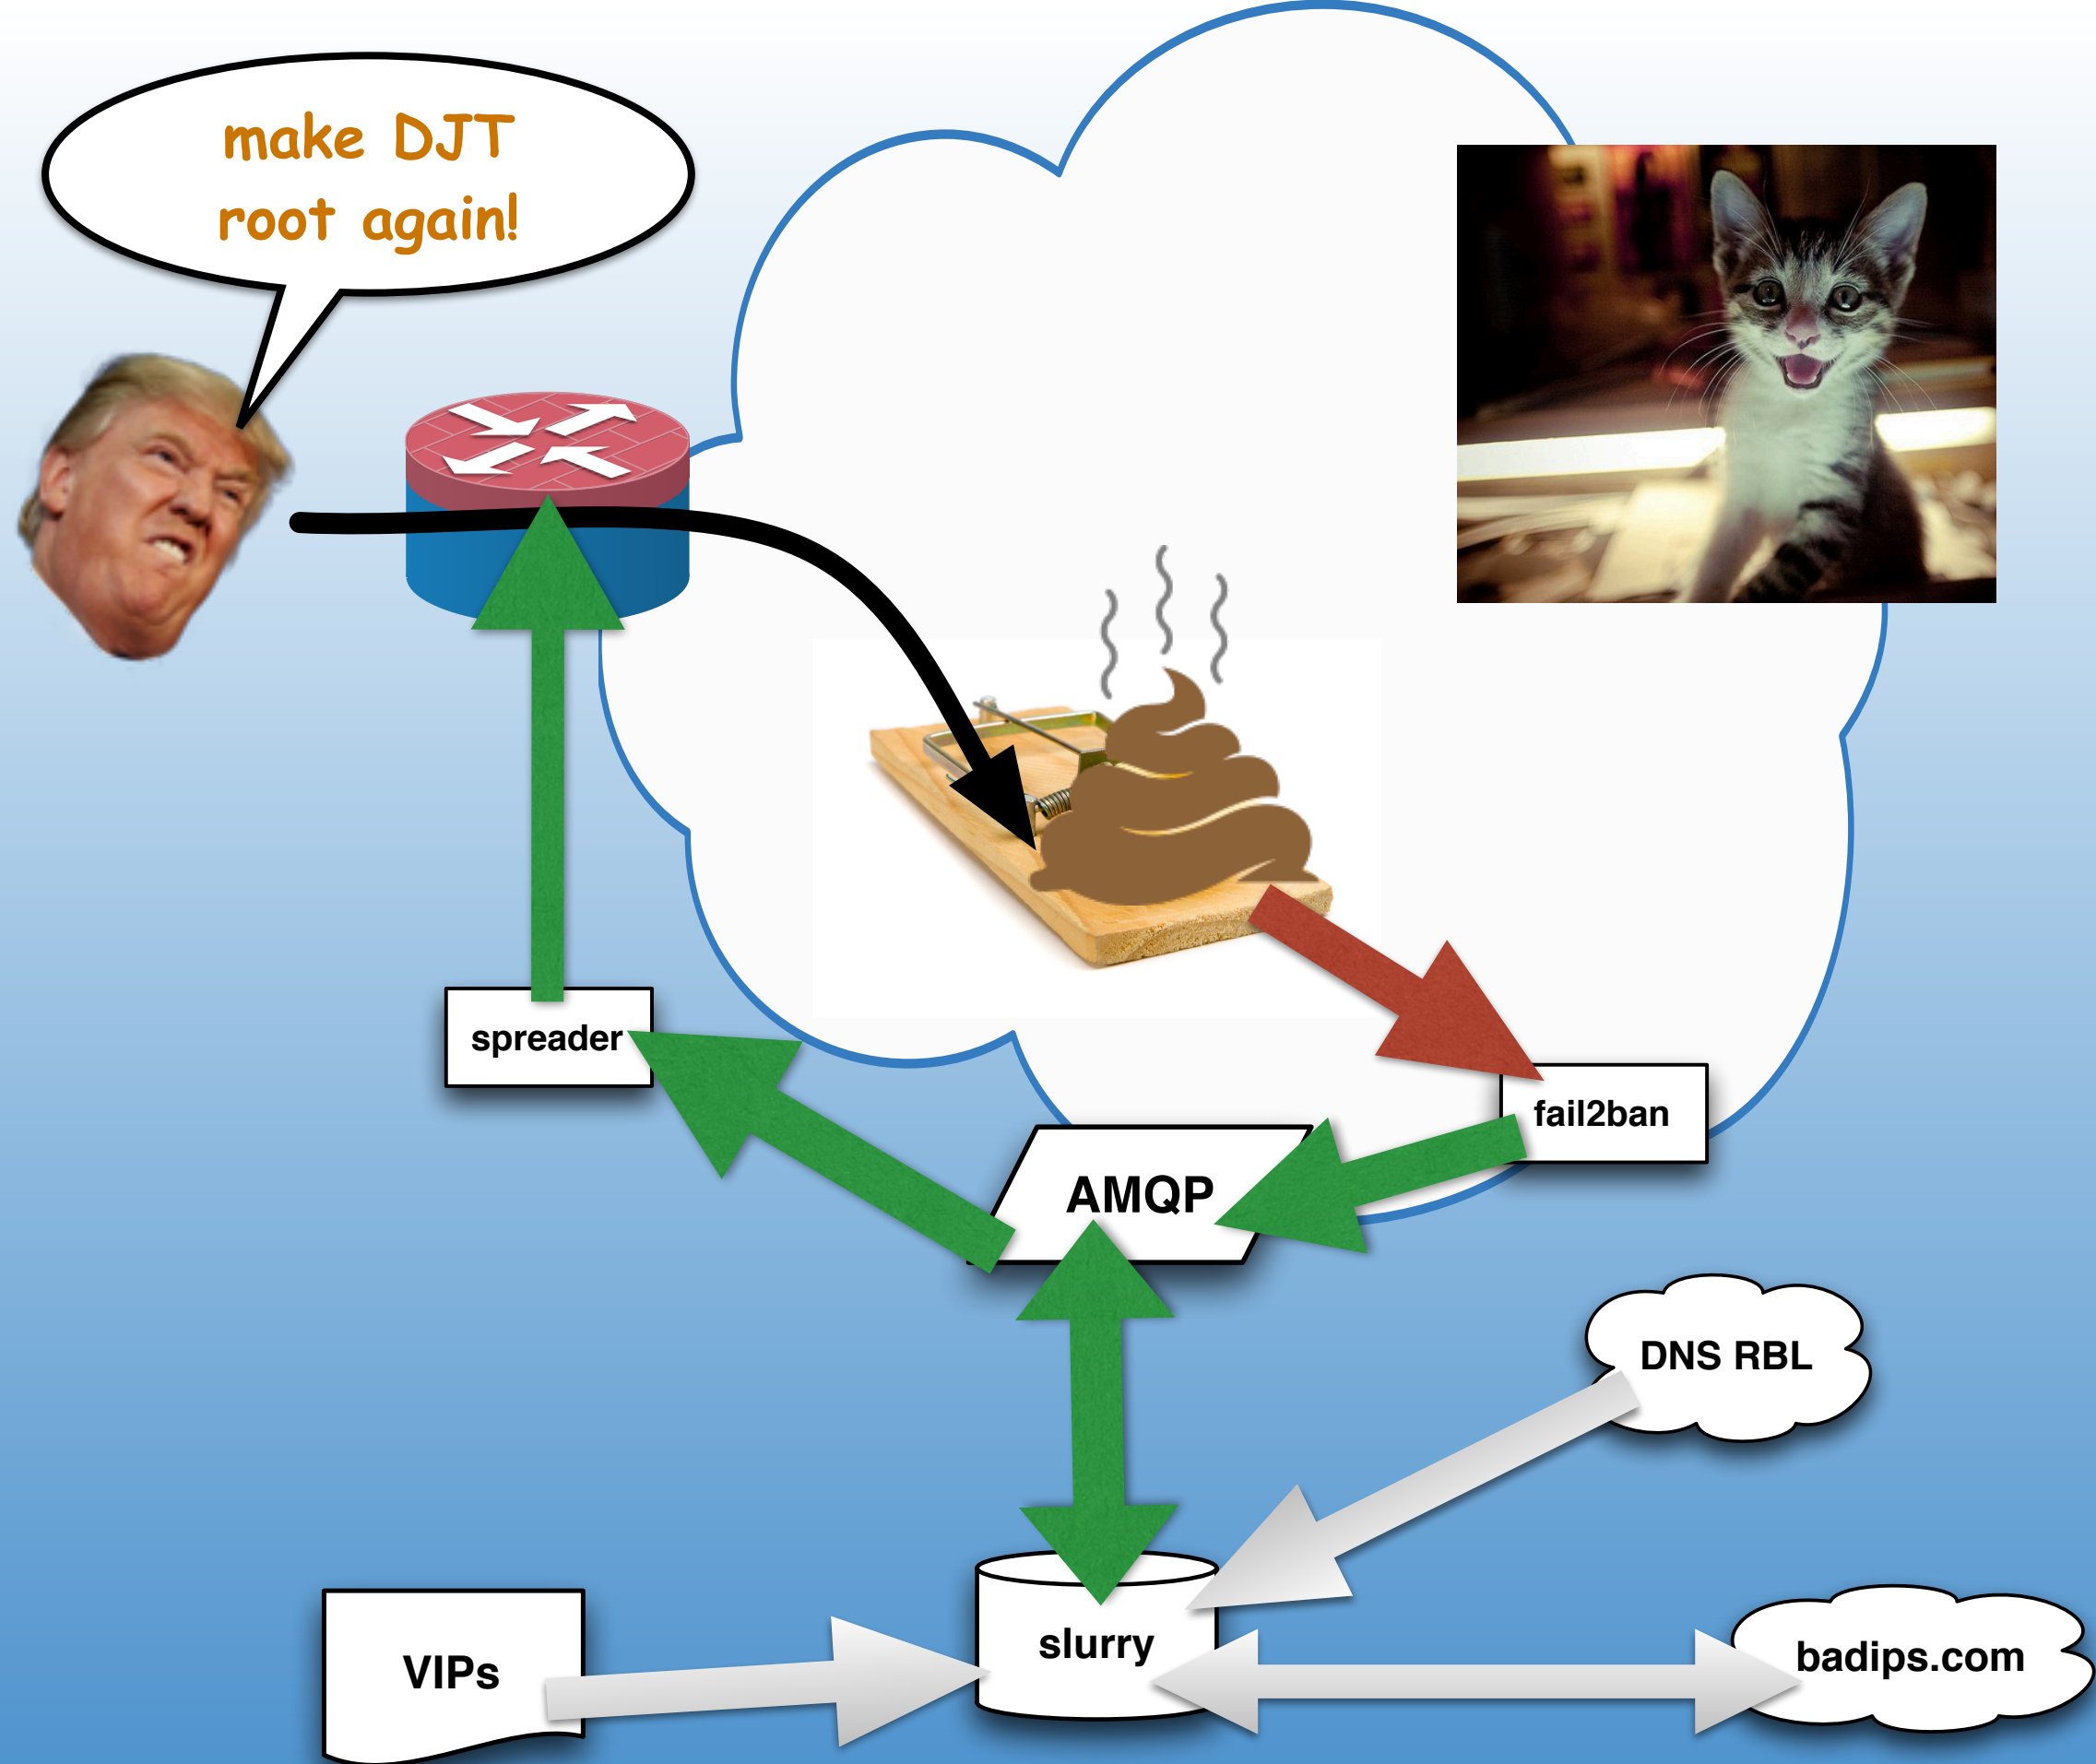 make DJT
root again!
spreader
fail2ban
AMQP
DNS RBL
slurry
badips.com
VIPs